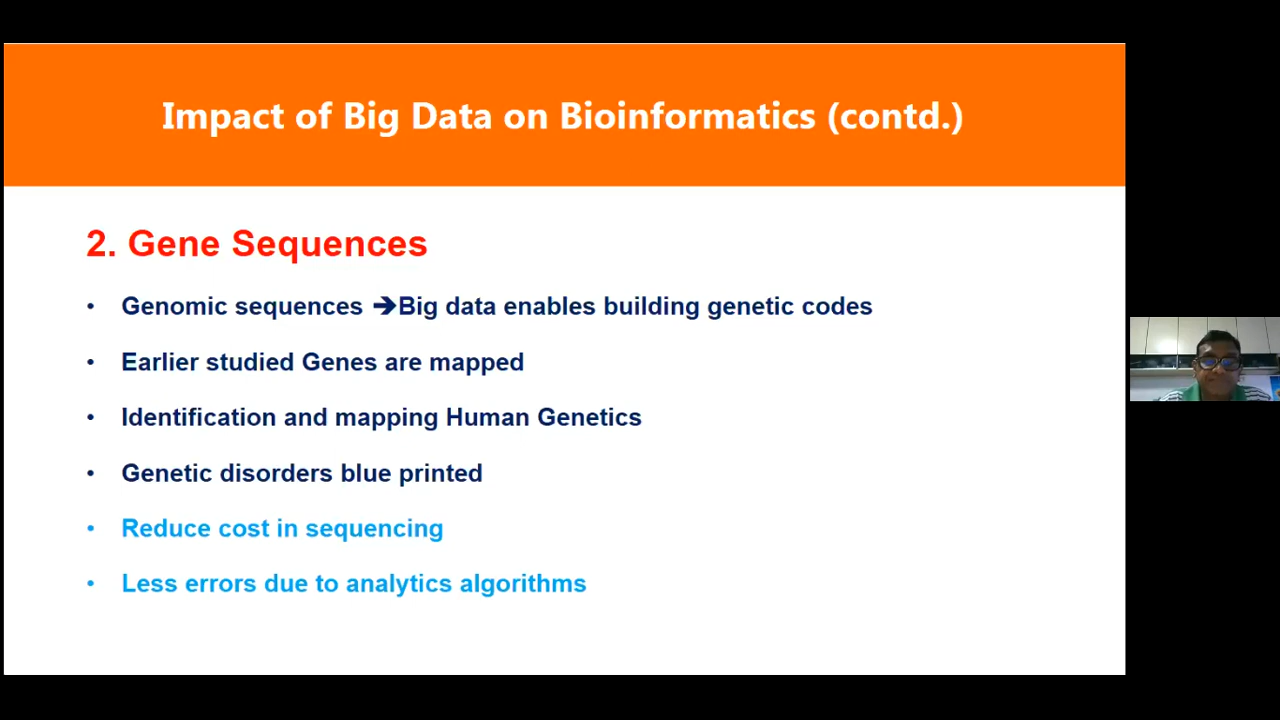 Impact of Big Data on Bioinformatics (contd.)
2. Gene Sequences
• Genomic sequences ➔Big data enables building genetic codes
• Earlier studied Genes are mapped
• Identification and mapping Human Genetics
• Genetic disorders blue printed
• Reduce cost in sequencing
• Less errors due to analytics algorithms